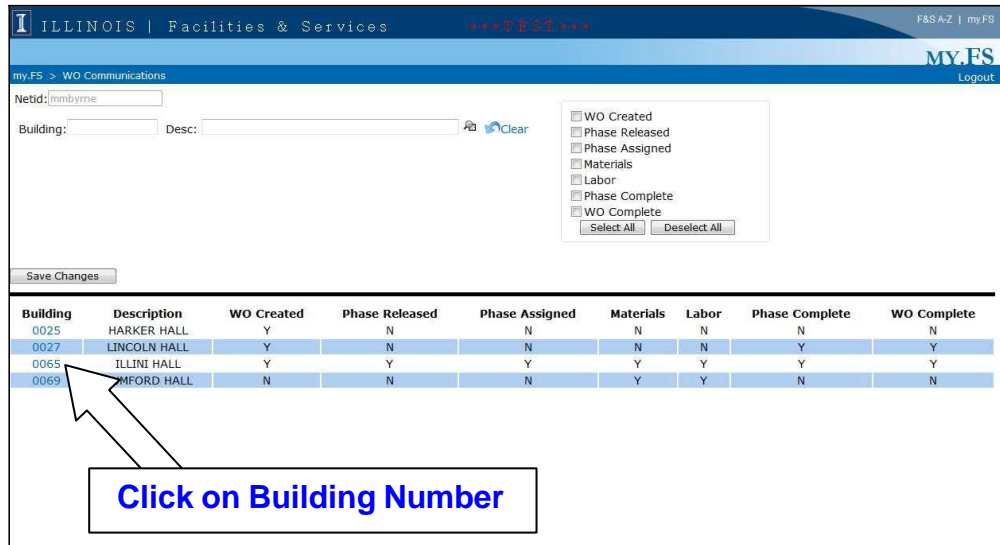 I ILLINOIS | Facilities & Services ***TEST*** F&S A-Z | my.FS
MY.FS
my.FS > WO Communications Logout
Netid: mmbyrne
Building: Desc: Clear
WO Created
Phase Released
Phase Assigned
Materials
Labor
Phase Complete
WO Complete
Select All Deselect All
Save Changes
Building Description WO Created Phase Released Phase Assigned Materials Labor Phase Complete WO Complete
0025 HARKER HALL Y N N N N N N
0027 LINCOLN HALL Y N N N N Y Y
0065 ILLINI HALL Y Y Y Y Y Y Y
0069 MFORD HALL N N N Y Y N N
Click on Building Number